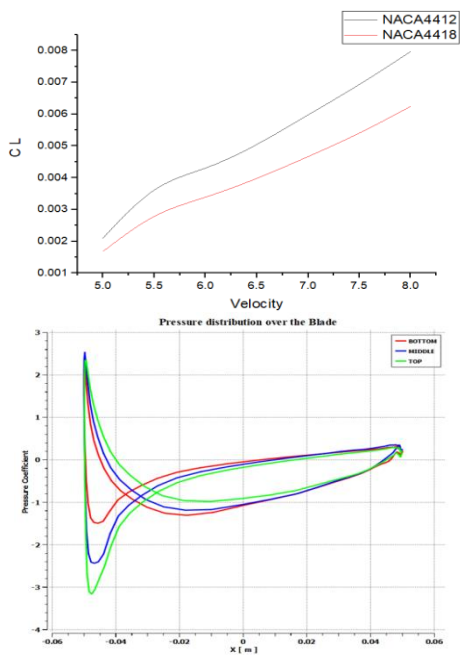 NACA4412
NACA4418
0.008
0.007
0.006
0.005
0.004
0.003
0.002
0.001
CL
5.0 5.5 6.0 6.5 7.0 7.5 8.0
Velocity
Pressure distribution over the Blade
BOTTOM
MIDDLE
TOP
3
2
1
0
-1
-2
-3
-4
Pressure Coefficient
-0.06 -0.04 -0.02 0 0.02 0.04 0.06
X [ m ]